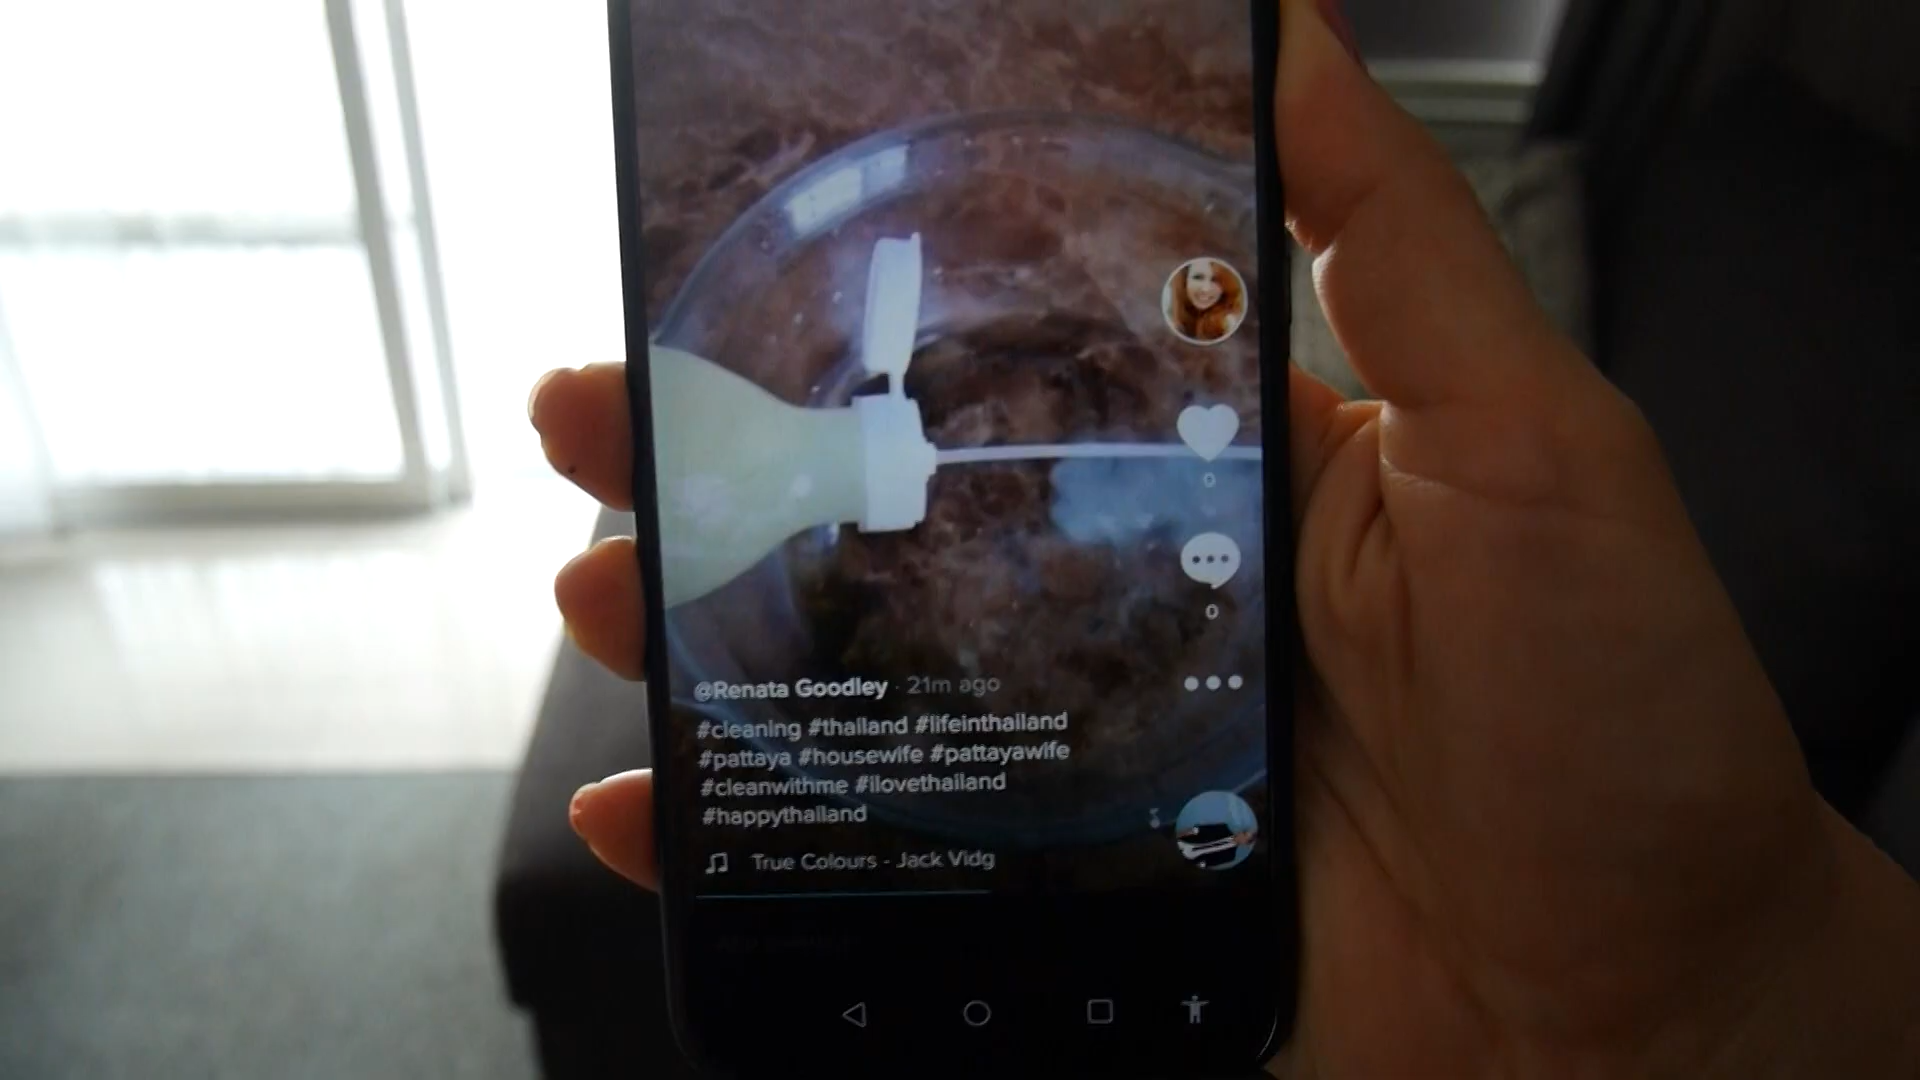 0
0
@Renata Goodley · 21m ago
#cleaning #thailand #lifeinthailand
#pattaya #housewife #pattayawife
#cleanwithme #ilovethailand
#happythailand
True Colours - Jack Vidg